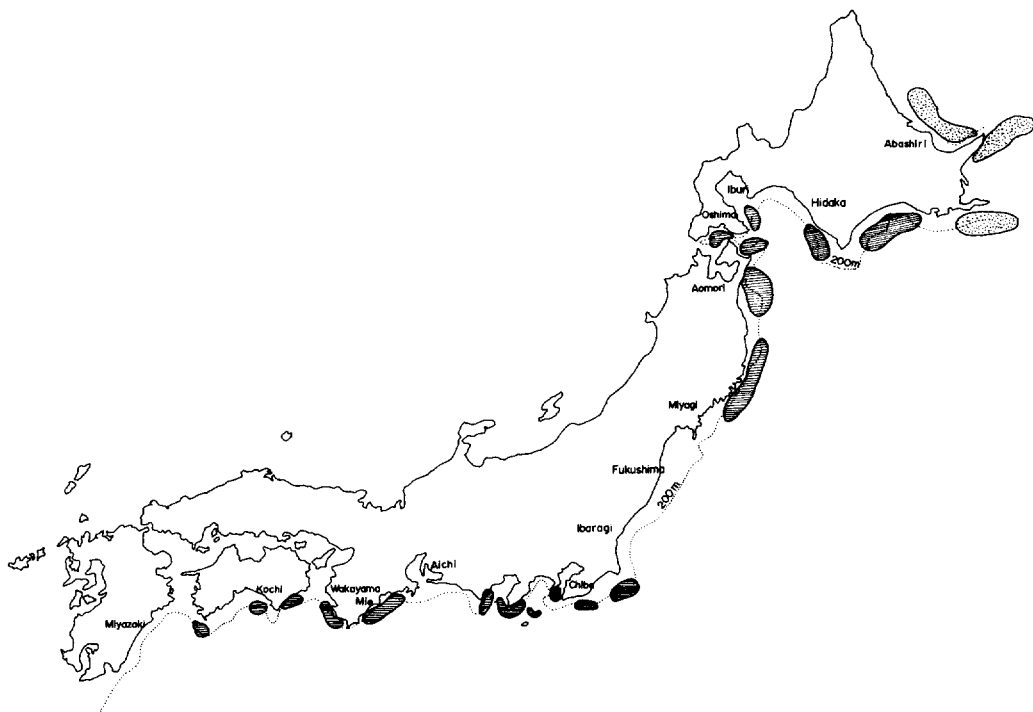 Abashiri
Iburi
Hidaka
Oshima
200m
Aomori
Miyagi
Fukushima
200m
Ibaragi
Aichi
Chiba
Kochi
Wakayama
Mie
Miyazaki